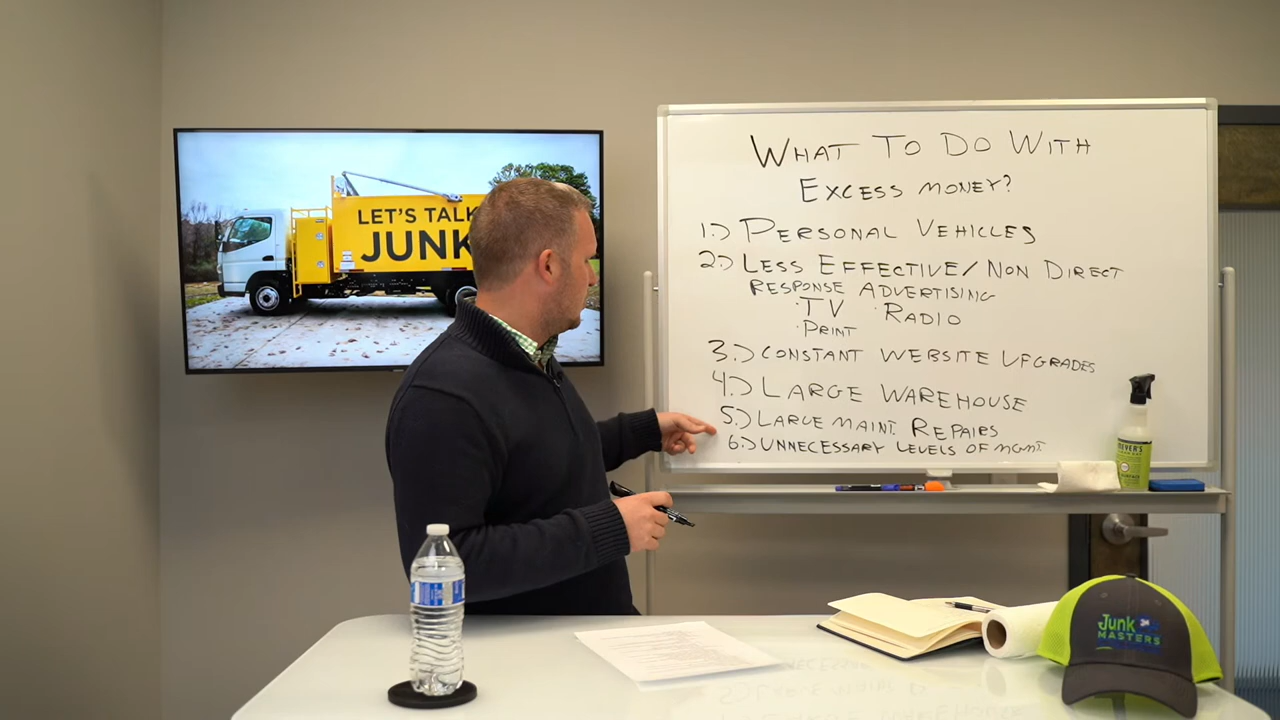 LET'S TALK
JUNK
WHAT TO DO WITH
EXCESS MONEY?
1.) PERSONAL VEHICLES
2.) LESS EFFECTIVE/NON DIRECT
RESPONSE ADVERTISING
· TV · RADIO
· PRINT
3.) CONSTANT WEBSITE UPGRADES
4.) LARGE WAREHOUSE
5.) LARGE MAINT. REPAIRS
6.) UNNECESSARY LEVELS OF MGMT.
Junk
MASTERS